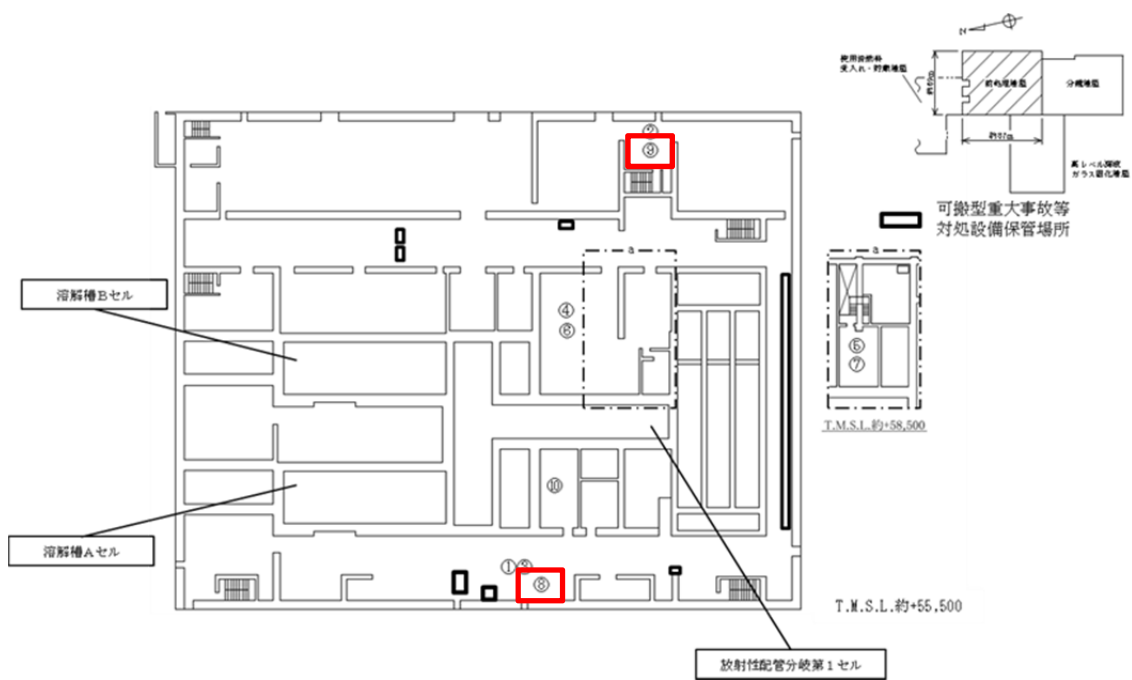 N
使用済燃料
受入れ・貯蔵建屋
前処理建屋
分離建屋
高レベル廃液
ガラス固化建屋
可搬型重大事故等
対処設備保管場所
②
⑨
a
a
溶解槽Bセル
④
⑥
⑤
⑦
T.M.S.L.約+58,500
⑩
溶解槽Aセル
①
⑧
T.M.S.L.約+55,500
放射性配管分岐第1セル